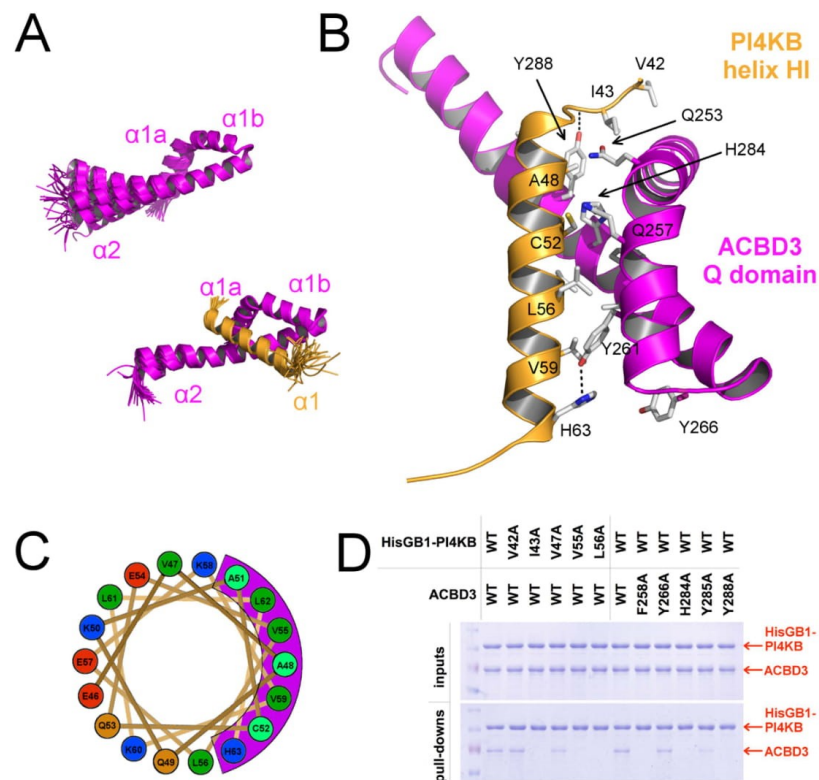 A
α1a
α1b
α2
α1a
α1b
α2
α1
B
PI4KB
helix HI
V42
Y288
I43
Q253
H284
A48
Q257
C52
ACBD3
Q domain
L56
Y261
V59
H63
Y266
C
V47
K58
E54
A51
L61
L62
K50
V55
E57
A48
E46
V59
Q53
C52
K60
H63
Q49
L56
D
HisGB1-PI4KB WT V42A I43A V47A V55A L56A WT WT WT WT WT WT
ACBD3 WT WT WT WT WT WT WT F258A Y266A H284A Y285A Y288A
inputs
HisGB1-
PI4KB
ACBD3
pull-downs
HisGB1-
PI4KB
ACBD3